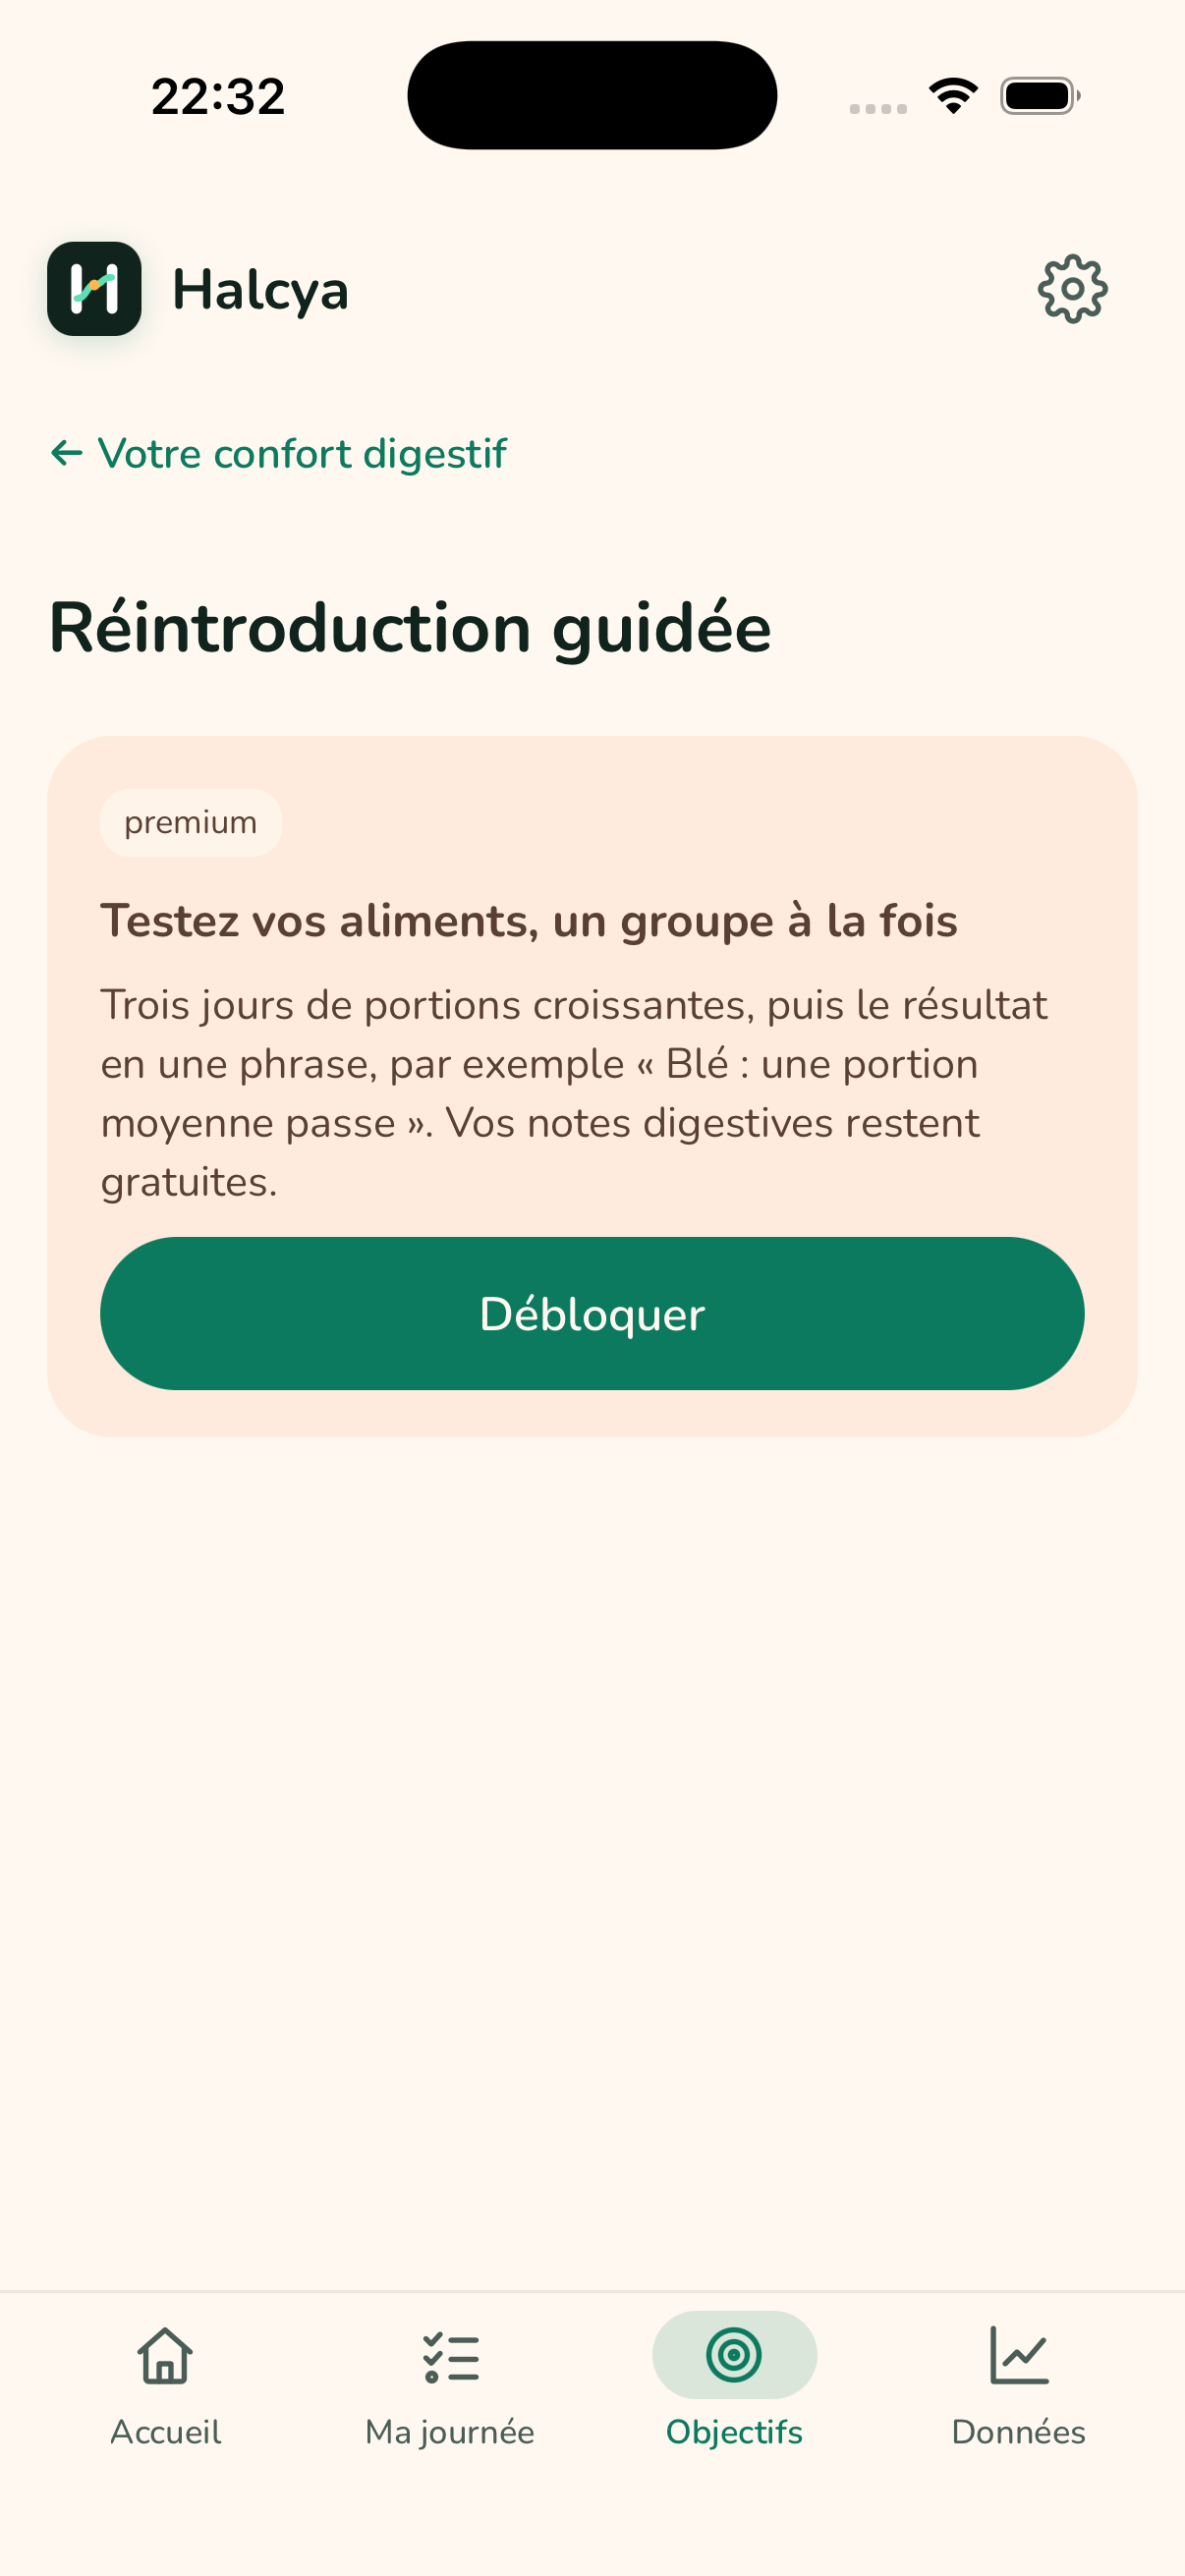 22:32
Halcya
← Votre confort digestif
Réintroduction guidée
premium
Testez vos aliments, un groupe à la fois
Trois jours de portions croissantes, puis le résultat
en une phrase, par exemple « Blé : une portion
moyenne passe ». Vos notes digestives restent
gratuites.
Débloquer
Accueil
Ma journée
Objectifs
Données